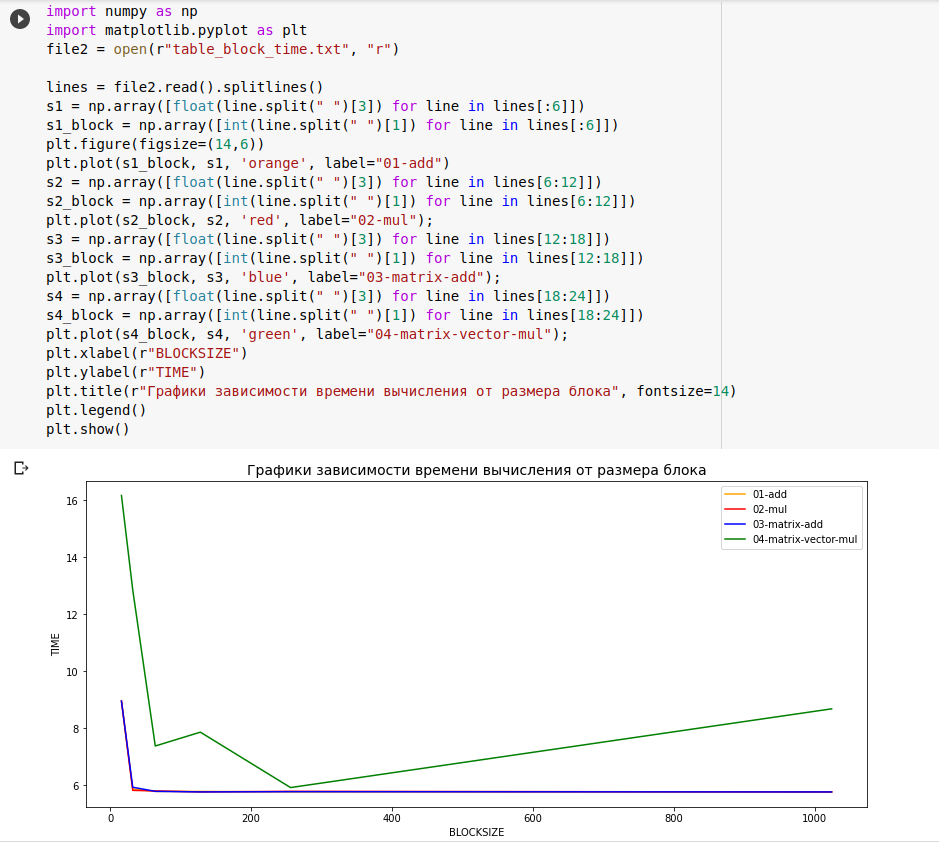 import numpy as np
import matplotlib.pyplot as plt
file2 = open(r"table_block_time.txt", "r")
lines = file2.read().splitlines()
s1 = np.array([float(line.split(" ")[3]) for line in lines[:6]])
s1_block = np.array([int(line.split(" ")[1]) for line in lines[:6]])
plt.figure(figsize=(14,6))
plt.plot(s1_block, s1, 'orange', label="01-add")
s2 = np.array([float(line.split(" ")[3]) for line in lines[6:12]])
s2_block = np.array([int(line.split(" ")[1]) for line in lines[6:12]])
plt.plot(s2_block, s2, 'red', label="02-mul");
s3 = np.array([float(line.split(" ")[3]) for line in lines[12:18]])
s3_block = np.array([int(line.split(" ")[1]) for line in lines[12:18]])
plt.plot(s3_block, s3, 'blue', label="03-matrix-add");
s4 = np.array([float(line.split(" ")[3]) for line in lines[18:24]])
s4_block = np.array([int(line.split(" ")[1]) for line in lines[18:24]])
plt.plot(s4_block, s4, 'green', label="04-matrix-vector-mul");
plt.xlabel(r"BLOCKSIZE")
plt.ylabel(r"TIME")
plt.title(r"Графики зависимости времени вычисления от размера блока", fontsize=14)
plt.legend()
plt.show()
Графики зависимости времени вычисления от размера блока
01-add
02-mul
03-matrix-add
04-matrix-vector-mul
16
14
12
10
8
6
TIME
0 200 400 600 800 1000
BLOCKSIZE